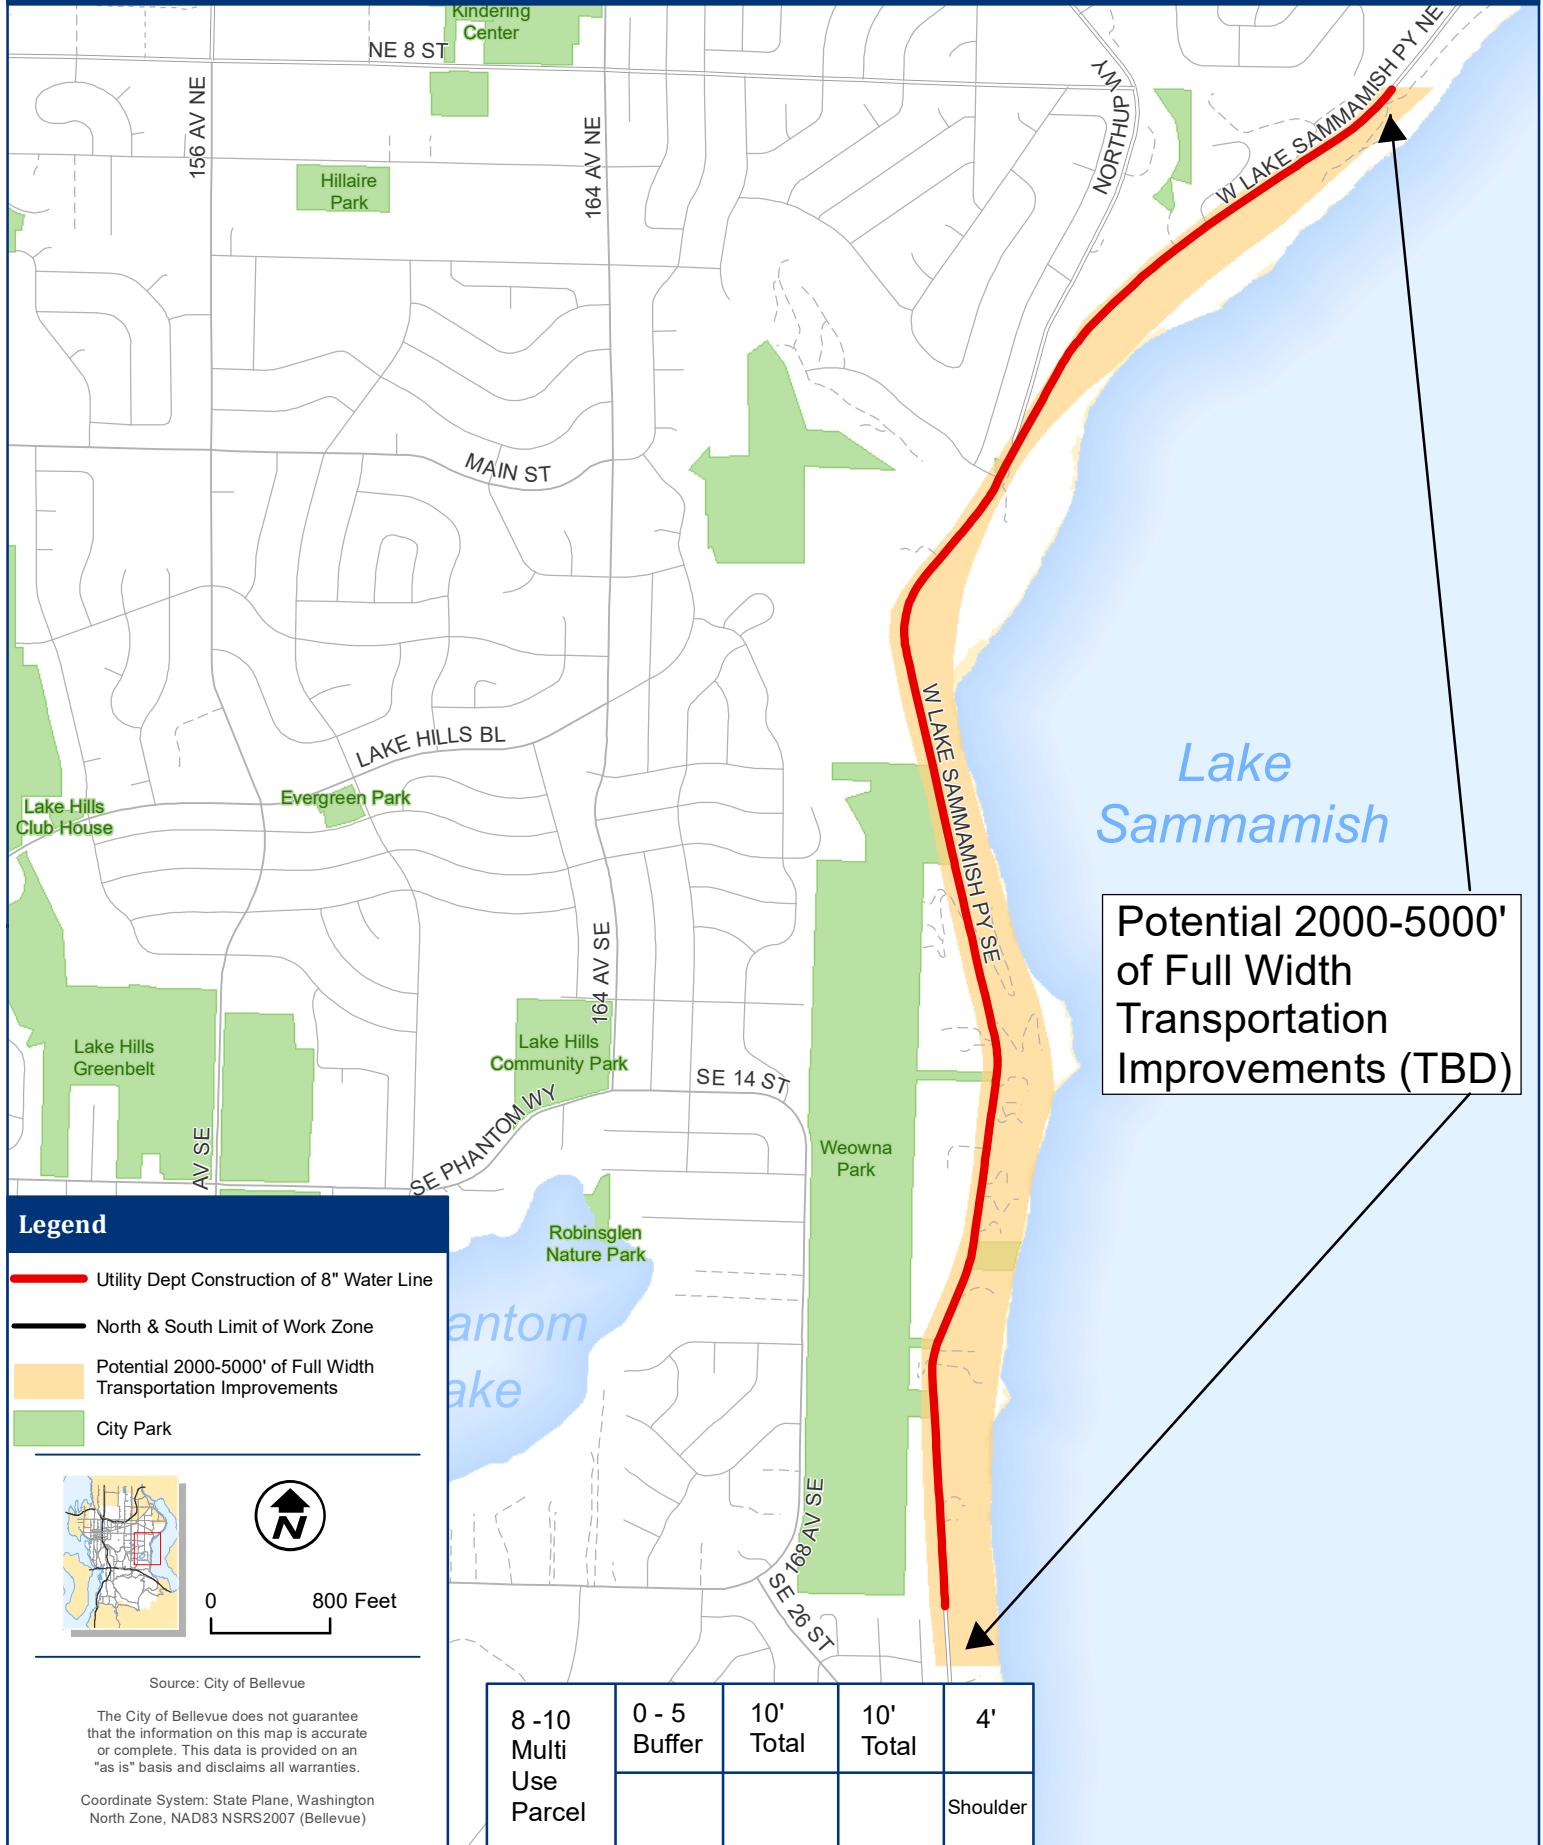 Kindering
Center
NE 8 ST
156 AV NE
164 AV NE
NORTHUP WY
W LAKE SAMMAMISH PY NE
Hillaire
Park
MAIN ST
LAKE HILLS BL
Evergreen Park
Lake Hills
Club House
W LAKE SAMMAMISH PY SE
Lake
Sammamish
Potential 2000-5000'
of Full Width
Transportation
Improvements (TBD)
164 AV SE
Lake Hills
Greenbelt
Lake Hills
Community Park
SE 14 ST
SE PHANTOM WY
AV SE
Weowna
Park
Robinsglen
Nature Park
antom
ake
168 AV SE
SE 26 ST
Legend
Utility Dept Construction of 8" Water Line
North & South Limit of Work Zone
Potential 2000-5000' of Full Width
Transportation Improvements
City Park
N
0 800 Feet
Source: City of Bellevue
The City of Bellevue does not guarantee
that the information on this map is accurate
or complete. This data is provided on an
"as is" basis and disclaims all warranties.
Coordinate System: State Plane, Washington
North Zone, NAD83 NSRS2007 (Bellevue)
8 -10
Multi
Use
Parcel
0 - 5
Buffer
10'
Total
10'
Total
4'
Shoulder